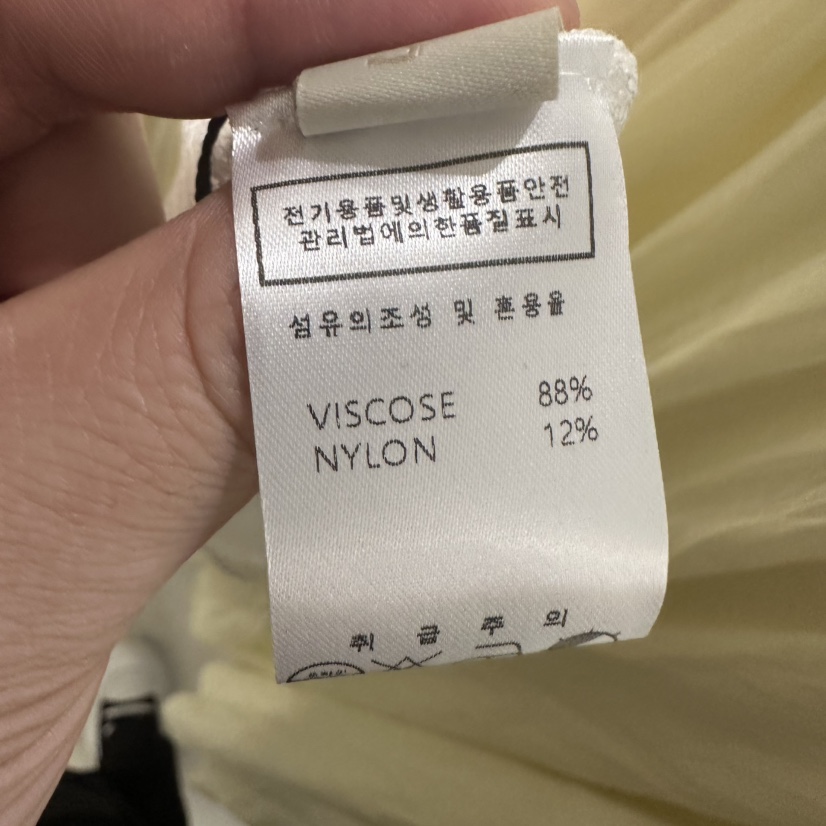 전기용품및생활용품안전
관리법에의한품질표시
섬유의조성 및 혼용율
VISCOSE 88%
NYLON 12%
취 급 주 의